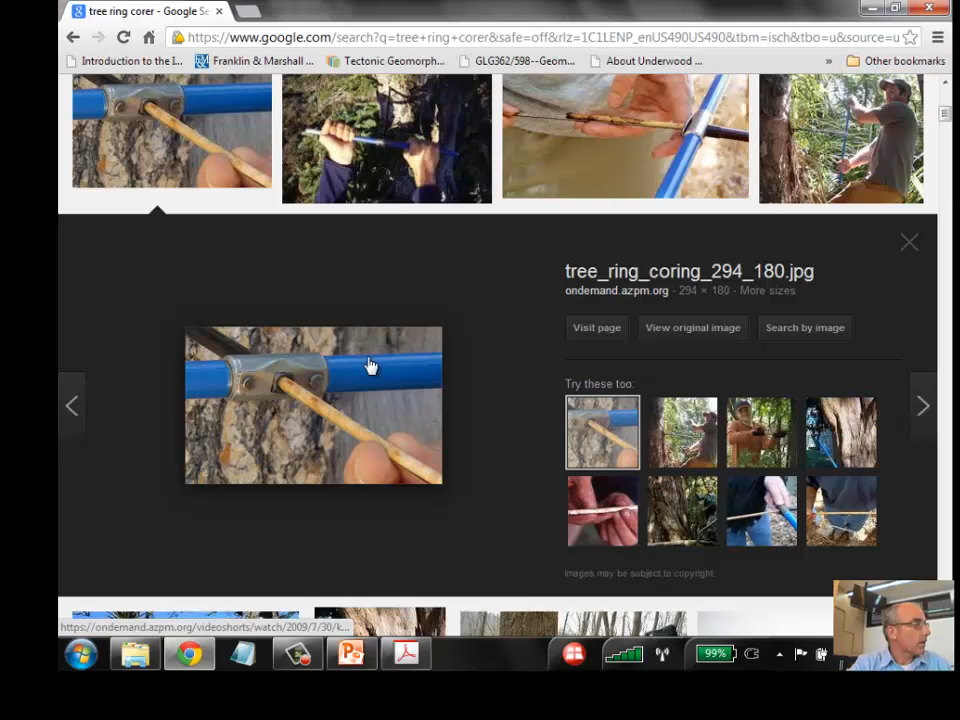 tree ring corer - Google Se
https://www.google.com/search?q=tree+ring+corer&safe=off&rlz=1C1LENP_enUS490US490&tbm=isch&tbo=u&source=u
Introduction to the I... Franklin & Marshall ... Tectonic Geomorph... GLG362/598--Geom... About Underwood ... » Other bookmarks
tree_ring_coring_294_180.jpg
ondemand.azpm.org - 294 × 180 - More sizes
Visit page View original image Search by image
Try these too:
Images may be subject to copyright.
https://ondemand.azpm.org/videoshorts/watch/2009/7/30/k...
99%